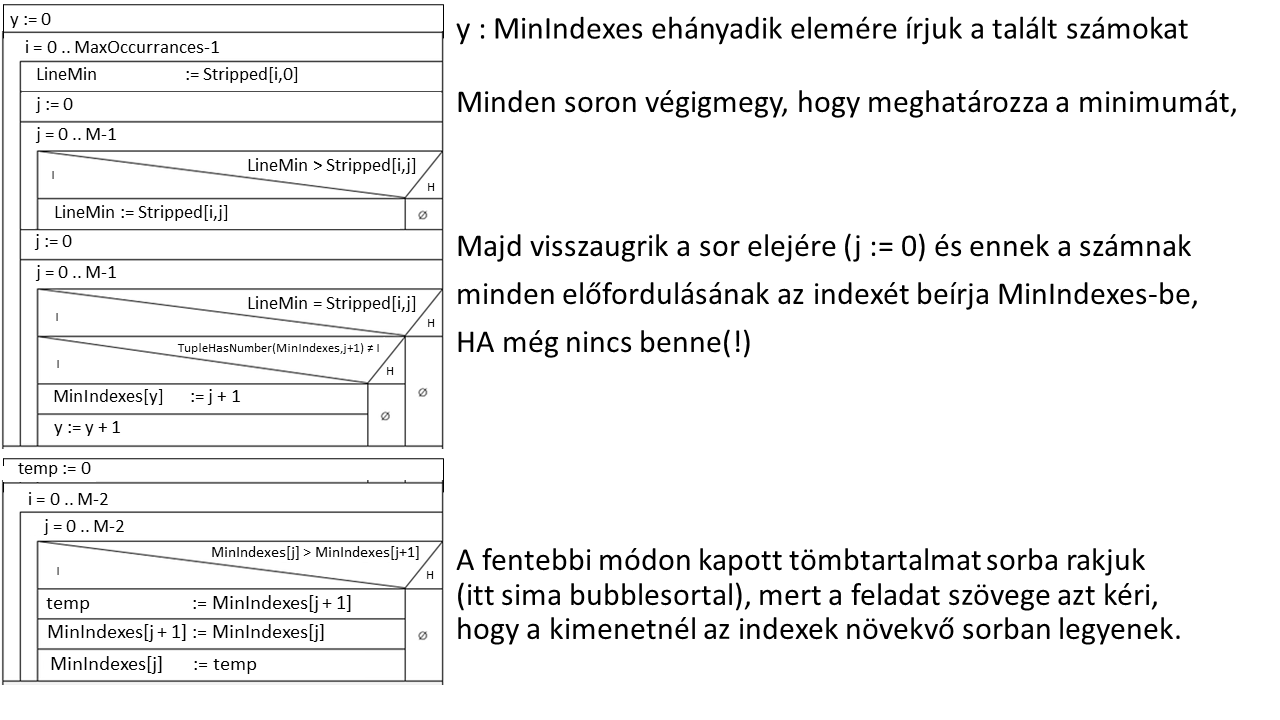 y := 0
y : MinIndexes ehányadik elemére írjuk a talált számokat
i = 0 .. MaxOccurrances-1
LineMin := Stripped[i,0]
j := 0
Minden soron végigmegy, hogy meghatározza a minimumát,
j = 0 .. M-1
LineMin > Stripped[i,j]
I
H
LineMin := Stripped[i,j]
∅
j := 0
Majd visszaugrik a sor elejére (j := 0) és ennek a számnak
j = 0 .. M-1
minden előfordulásának az indexét beírja MinIndexes-be,
LineMin = Stripped[i,j]
I
H
HA még nincs benne(!)
TupleHasNumber(MinIndexes,j+1) ≠ I
I
H
MinIndexes[y] := j + 1
∅
∅
y := y + 1
temp := 0
i = 0 .. M-2
j = 0 .. M-2
MinIndexes[j] > MinIndexes[j+1]
I
H
A fentebbi módon kapott tömbtartalmat sorba rakjuk
(itt sima bubblesortal), mert a feladat szövege azt kéri,
hogy a kimenetnél az indexek növekvő sorban legyenek.
temp := MinIndexes[j + 1]
MinIndexes[j + 1] := MinIndexes[j]
∅
MinIndexes[j] := temp